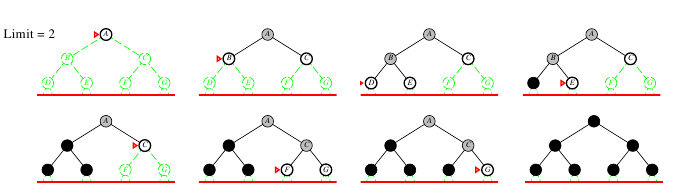 Limit = 2
A A A A
B C B C B C B C
D E F G D E F G D E F G E F G
A A A
C C C
F G F G G